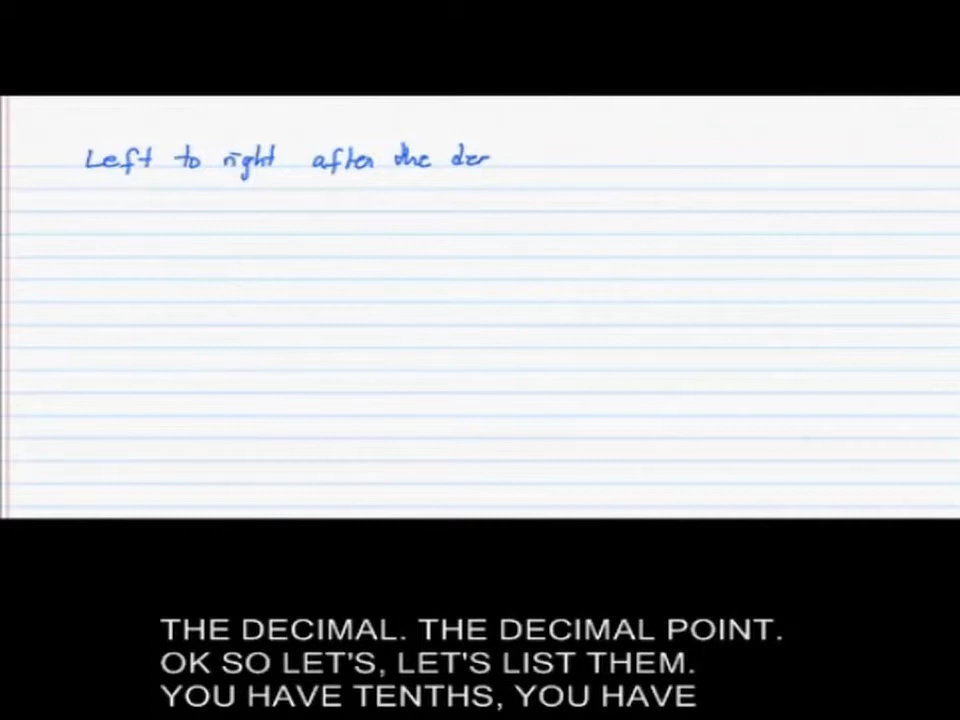 Left to right after the dec
THE DECIMAL. THE DECIMAL POINT.
OK SO LET'S, LET'S LIST THEM.
YOU HAVE TENTHS, YOU HAVE